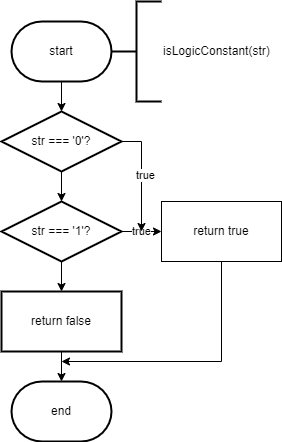 start
isLogicConstant(str)
str === '0'?
true
str === '1'?
true
return true
return false
end